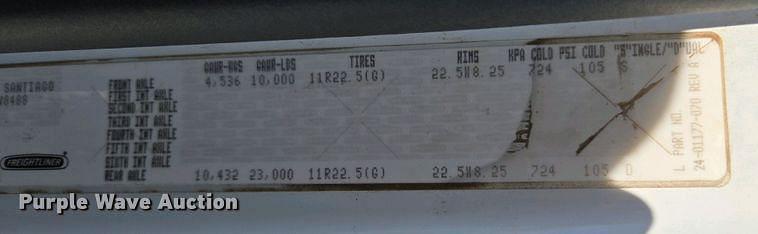 GAWR-KGS GAWR-LBS TIRES RIMS KPA COLD PSI COLD "S"INGLE/"D"UAL
SANTIAGO FRONT AXLE 4,536 10,000 11R22.5(G) 22.5X8.25 724 105 S
FIRST INT AXLE
SECOND INT AXLE
THIRD INT AXLE
FOURTH INT AXLE
FIFTH INT AXLE
SIXTH INT AXLE
REAR AXLE 10,432 23,000 11R22.5(G) 22.5X8.25 724 105 D
FREIGHTLINER
L PART NO.
24-01177-070 REV A
Purple Wave Auction